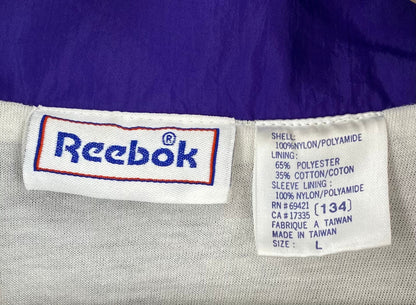 Reebok®
SHELL:
100%NYLON/POLYAMIDE
LINING:
65% POLYESTER
35% COTTON/COTON
SLEEVE LINING:
100%NYLON/POLYAMIDE
RN # 69421 (134)
CA # 17335
FABRIQUE A TAIWAN
MADE IN TAIWAN
SIZE: L